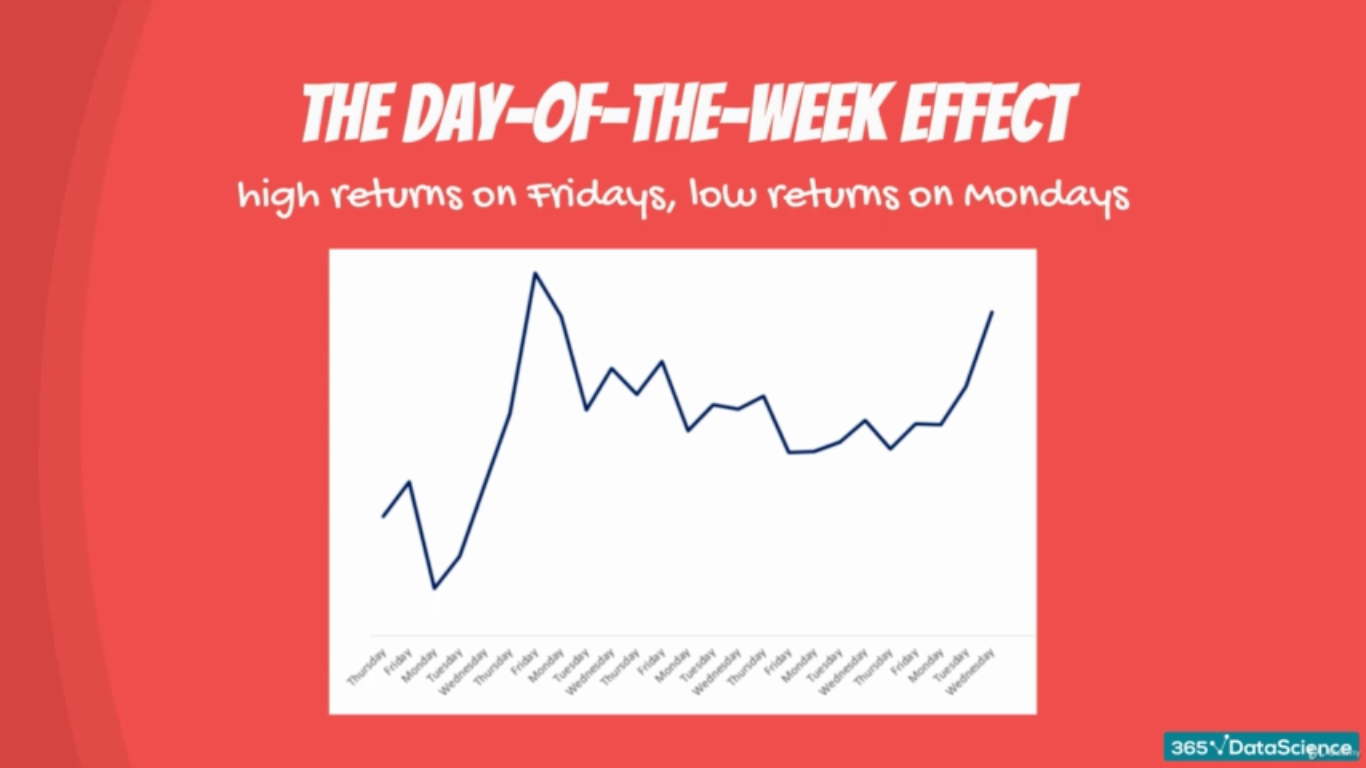 THE DAY-OF-THE-WEEK EFFECT
high returns on Fridays, low returns on Mondays
Thursday
Friday
Monday
Tuesday
Wednesday
Thursday
Friday
Monday
Tuesday
Wednesday
Thursday
Friday
Monday
Tuesday
Wednesday
Thursday
Friday
Monday
Tuesday
Wednesday
Thursday
Friday
Monday
Tuesday
Wednesday
365 DataScience